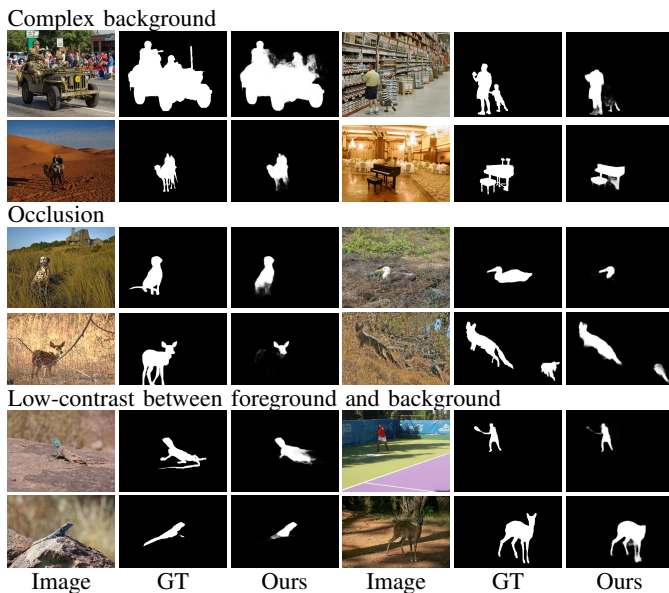 Complex background
Occlusion
Low-contrast between foreground and background
Image GT Ours Image GT Ours